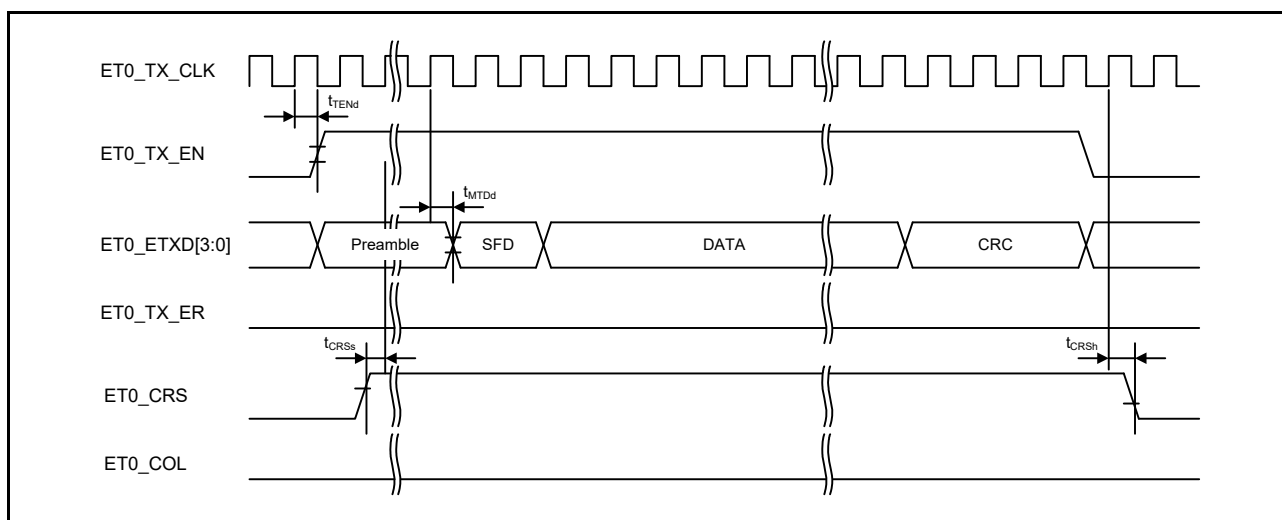 ET0_TX_CLK
tTENd
ET0_TX_EN
tMTDd
ET0_ETXD[3:0] Preamble SFD DATA CRC
ET0_TX_ER
tCRSs tCRSh
ET0_CRS
ET0_COL